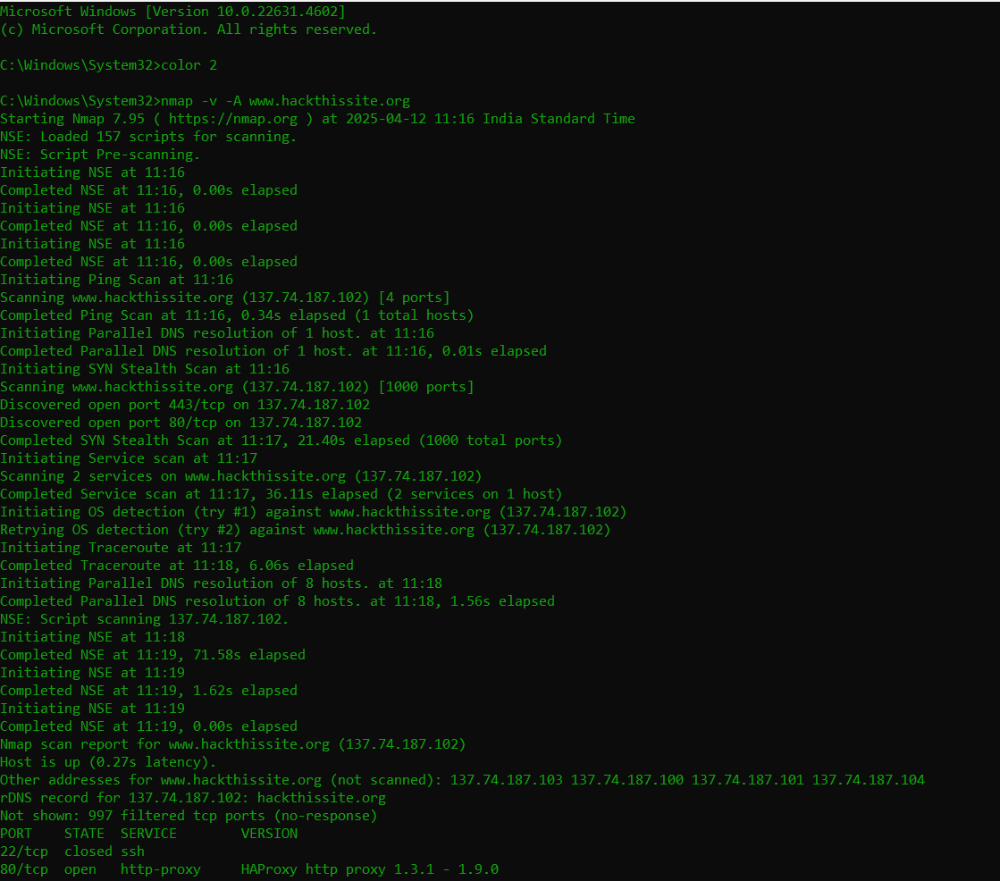 Microsoft Windows [Version 10.0.22631.4602]
(c) Microsoft Corporation. All rights reserved.
C:\Windows\System32>color 2
C:\Windows\System32>nmap -v -A www.hackthissite.org
Starting Nmap 7.95 ( https://nmap.org ) at 2025-04-12 11:16 India Standard Time
NSE: Loaded 157 scripts for scanning.
NSE: Script Pre-scanning.
Initiating NSE at 11:16
Completed NSE at 11:16, 0.00s elapsed
Initiating NSE at 11:16
Completed NSE at 11:16, 0.00s elapsed
Initiating NSE at 11:16
Completed NSE at 11:16, 0.00s elapsed
Initiating Ping Scan at 11:16
Scanning www.hackthissite.org (137.74.187.102) [4 ports]
Completed Ping Scan at 11:16, 0.34s elapsed (1 total hosts)
Initiating Parallel DNS resolution of 1 host. at 11:16
Completed Parallel DNS resolution of 1 host. at 11:16, 0.01s elapsed
Initiating SYN Stealth Scan at 11:16
Scanning www.hackthissite.org (137.74.187.102) [1000 ports]
Discovered open port 443/tcp on 137.74.187.102
Discovered open port 80/tcp on 137.74.187.102
Completed SYN Stealth Scan at 11:17, 21.40s elapsed (1000 total ports)
Initiating Service scan at 11:17
Scanning 2 services on www.hackthissite.org (137.74.187.102)
Completed Service scan at 11:17, 36.11s elapsed (2 services on 1 host)
Initiating OS detection (try #1) against www.hackthissite.org (137.74.187.102)
Retrying OS detection (try #2) against www.hackthissite.org (137.74.187.102)
Initiating Traceroute at 11:17
Completed Traceroute at 11:18, 6.06s elapsed
Initiating Parallel DNS resolution of 8 hosts. at 11:18
Completed Parallel DNS resolution of 8 hosts. at 11:18, 1.56s elapsed
NSE: Script scanning 137.74.187.102.
Initiating NSE at 11:18
Completed NSE at 11:19, 71.58s elapsed
Initiating NSE at 11:19
Completed NSE at 11:19, 1.62s elapsed
Initiating NSE at 11:19
Completed NSE at 11:19, 0.00s elapsed
Nmap scan report for www.hackthissite.org (137.74.187.102)
Host is up (0.27s latency).
Other addresses for www.hackthissite.org (not scanned): 137.74.187.103 137.74.187.100 137.74.187.101 137.74.187.104
rDNS record for 137.74.187.102: hackthissite.org
Not shown: 997 filtered tcp ports (no-response)
PORT    STATE  SERVICE        VERSION
22/tcp  closed ssh
80/tcp  open   http-proxy     HAProxy http proxy 1.3.1 - 1.9.0